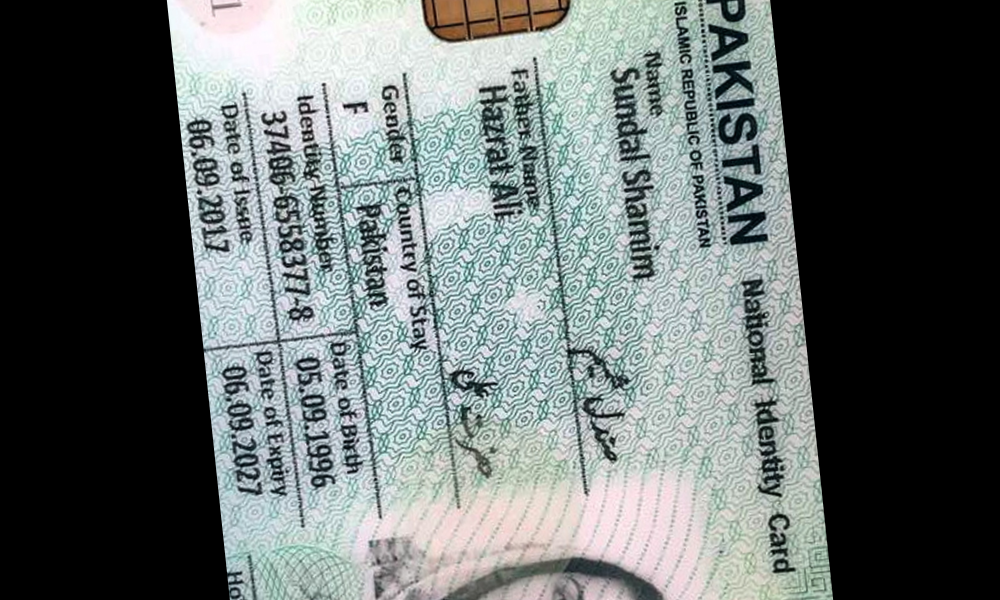 PAKISTAN National Identity Card
ISLAMIC REPUBLIC OF PAKISTAN
Name
Sundal Shamim
صندل شمیم
Father Name
Hazrat Ali
حضرت علی
Gender Country of Stay
F Pakistan
Identity Number Date of Birth
37406-6558377-8 05.09.1996
Date of Issue Date of Expiry
06.09.2017 06.09.2027